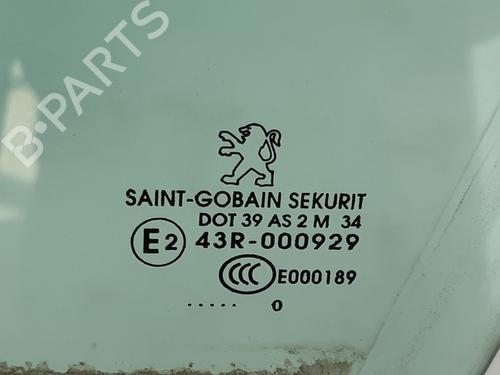 B-PARTS
SAINT-GOBAIN SEKURIT
DOT 39 AS 2 M 34
E2 43R-000929
CCC E000189
..... 0